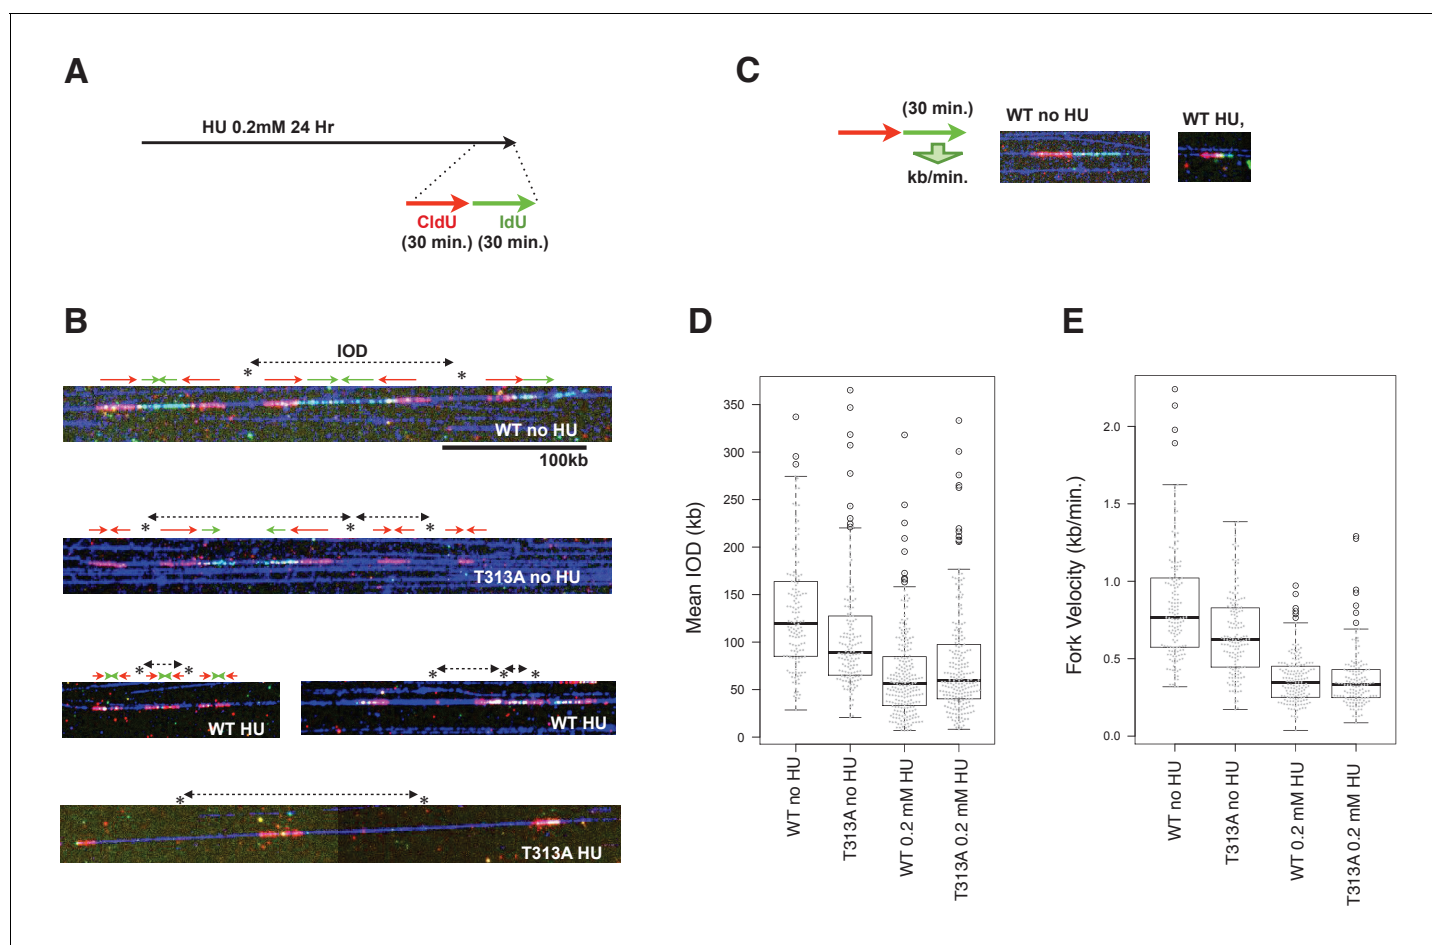 A
HU 0.2mM 24 Hr
CldU
IdU
(30 min.) (30 min.)
C
(30 min.)
kb/min.
WT no HU
WT HU,
B
IOD
*
*
WT no HU
100kb
*
*
*
T313A no HU
*
*
WT HU
*
*
*
WT HU
*
*
T313A HU
D
Mean IOD (kb)
350
300
250
200
150
100
50
0
WT no HU
T313A no HU
WT 0.2 mM HU
T313A 0.2 mM HU
E
Fork Velocity (kb/min.)
2.0
1.5
1.0
0.5
0.0
WT no HU
T313A no HU
WT 0.2 mM HU
T313A 0.2 mM HU